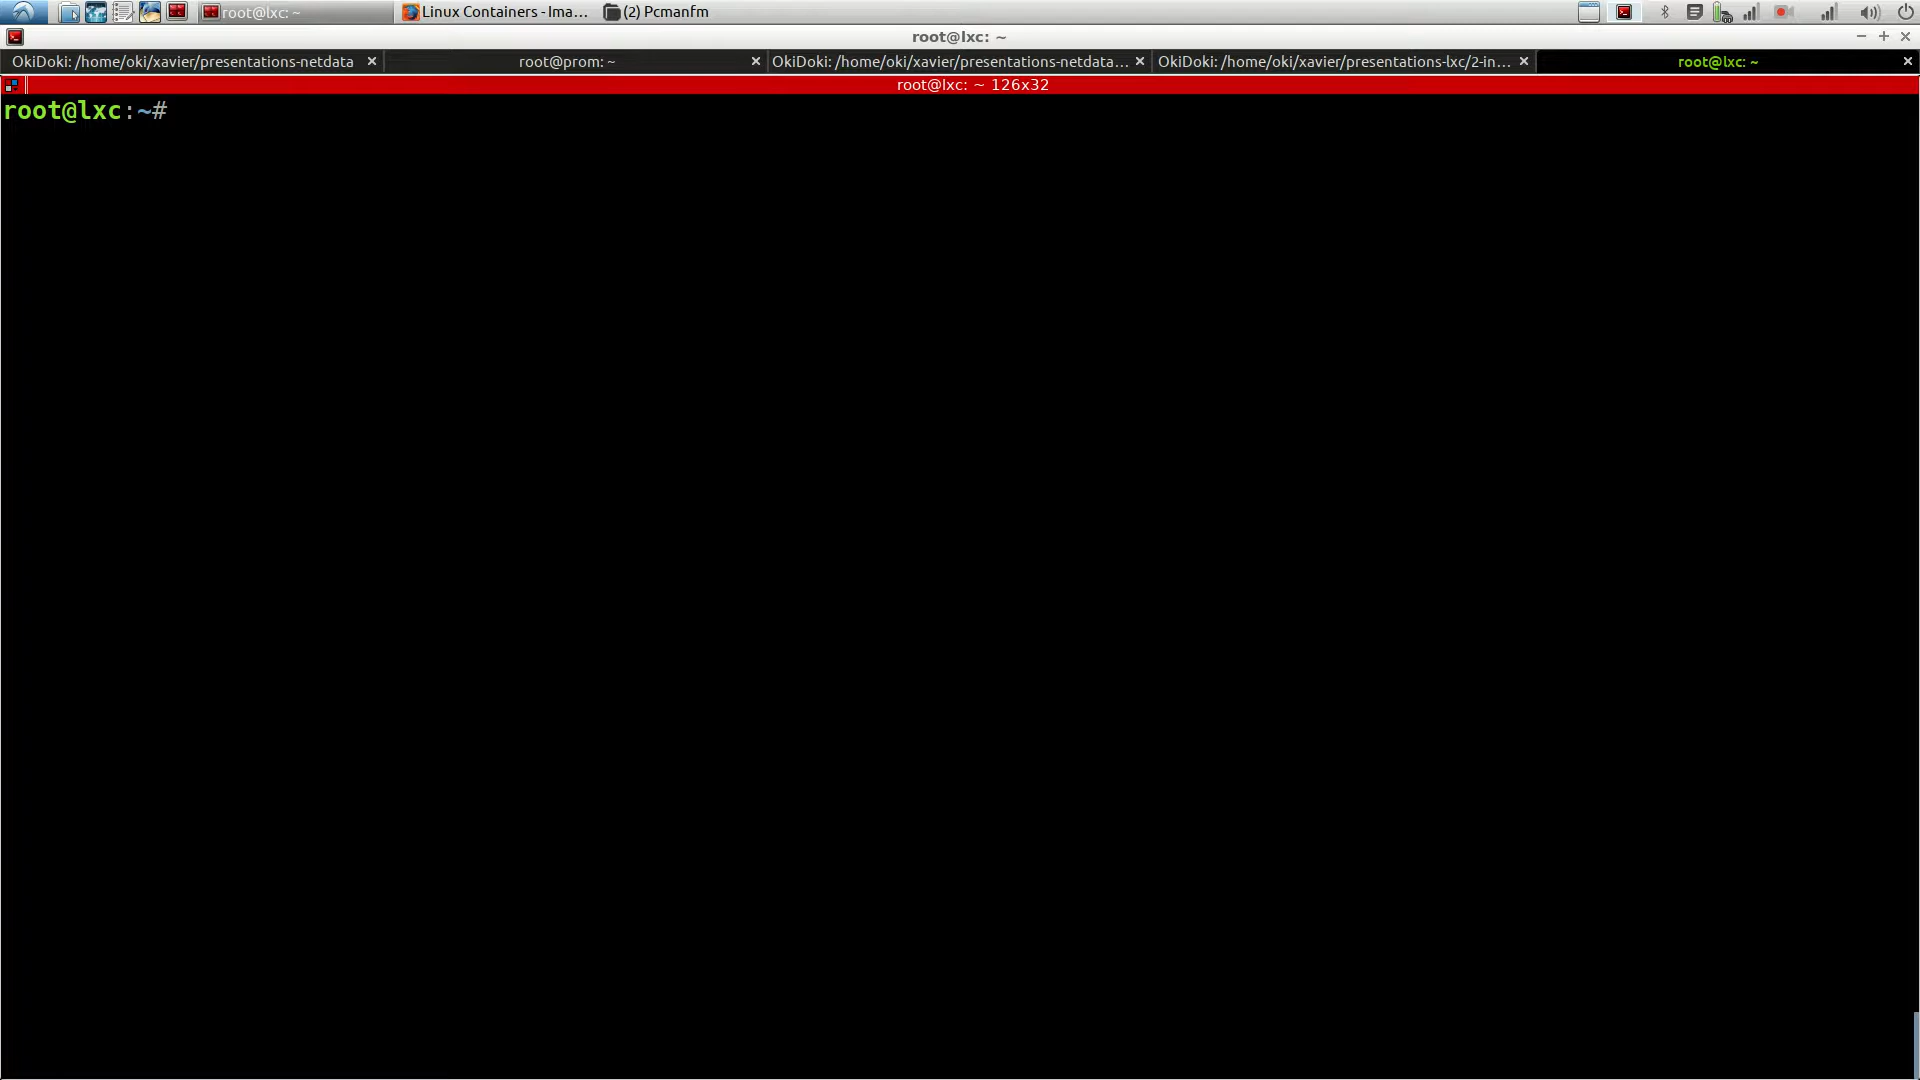 root@lxc: ~
Linux Containers - Ima...
(2) Pcmanfm
root@lxc: ~
OkiDoki: /home/oki/xavier/presentations-netdata
root@prom: ~
OkiDoki: /home/oki/xavier/presentations-netdata...
OkiDoki: /home/oki/xavier/presentations-lxc/2-in...
root@lxc: ~
root@lxc: ~ 126x32
root@lxc:~#